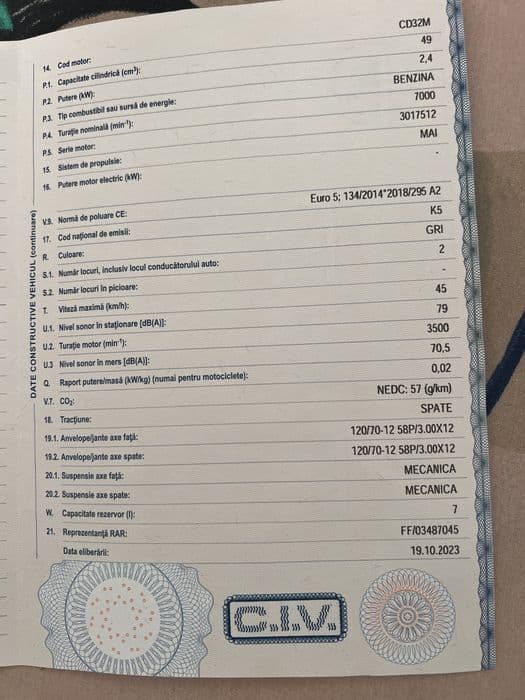 DATE CONSTRUCTIVE VEHICUL (continuare)
14. Cod motor: CD32M
P.1. Capacitate cilindrică (cm³): 49
P.2. Putere (kW): 2,4
P.3. Tip combustibil sau sursă de energie: BENZINA
P.4. Turaţie nominală (min⁻¹): 7000
P.5. Serie motor: 3017512
15. Sistem de propulsie: MAI
16. Putere motor electric (kW): -
V.9. Normă de poluare CE: Euro 5; 134/2014*2018/295 A2
17. Cod naţional de emisii: K5
R. Culoare: GRI
S.1. Număr locuri, inclusiv locul conducătorului auto: 2
S.2. Număr locuri în picioare: -
T. Viteză maximă (km/h): 45
U.1. Nivel sonor în staţionare [dB(A)]: 79
U.2. Turaţie motor (min⁻¹): 3500
U.3 Nivel sonor în mers [dB(A)]: 70,5
Q. Raport putere/masă (kW/kg) (numai pentru motociclete): 0,02
V.7. CO₂: NEDC: 57 (g/km)
18. Tracţiune: SPATE
19.1. Anvelope/jante axe faţă: 120/70-12 58P/3.00X12
19.2. Anvelope/jante axe spate: 120/70-12 58P/3.00X12
20.1. Suspensie axe faţă: MECANICA
20.2. Suspensie axe spate: MECANICA
W. Capacitate rezervor (l): 7
21. Reprezentanţă RAR: FF/03487045
Data eliberării: 19.10.2023
C.I.V.